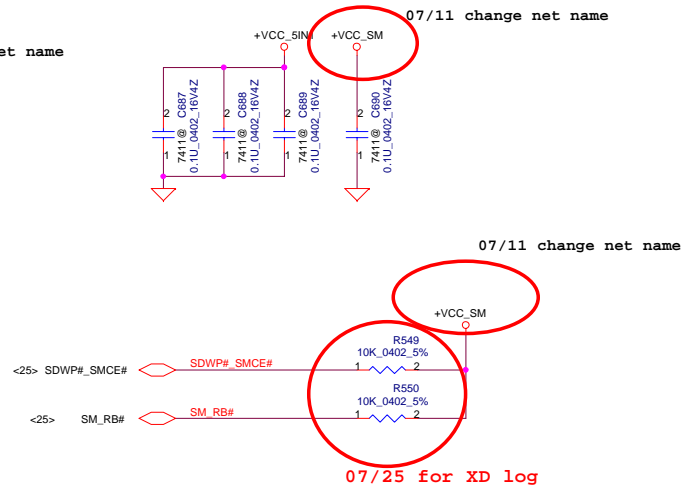 07/11 change net name
+VCC_5IN1 +VCC_SM
et name
2 2 2 2
C687 C688 C689 C690
7411@ 7411@ 7411@ 7411@
0.1U_0402_16V4Z 0.1U_0402_16V4Z 0.1U_0402_16V4Z 0.1U_0402_16V4Z
1 1 1 1
07/11 change net name
+VCC_SM
R549
10K_0402_5%
<25> SDWP#_SMCE# SDWP#_SMCE# 1 2
R550
10K_0402_5%
<25> SM_RB# SM_RB# 1 2
07/25 for XD log